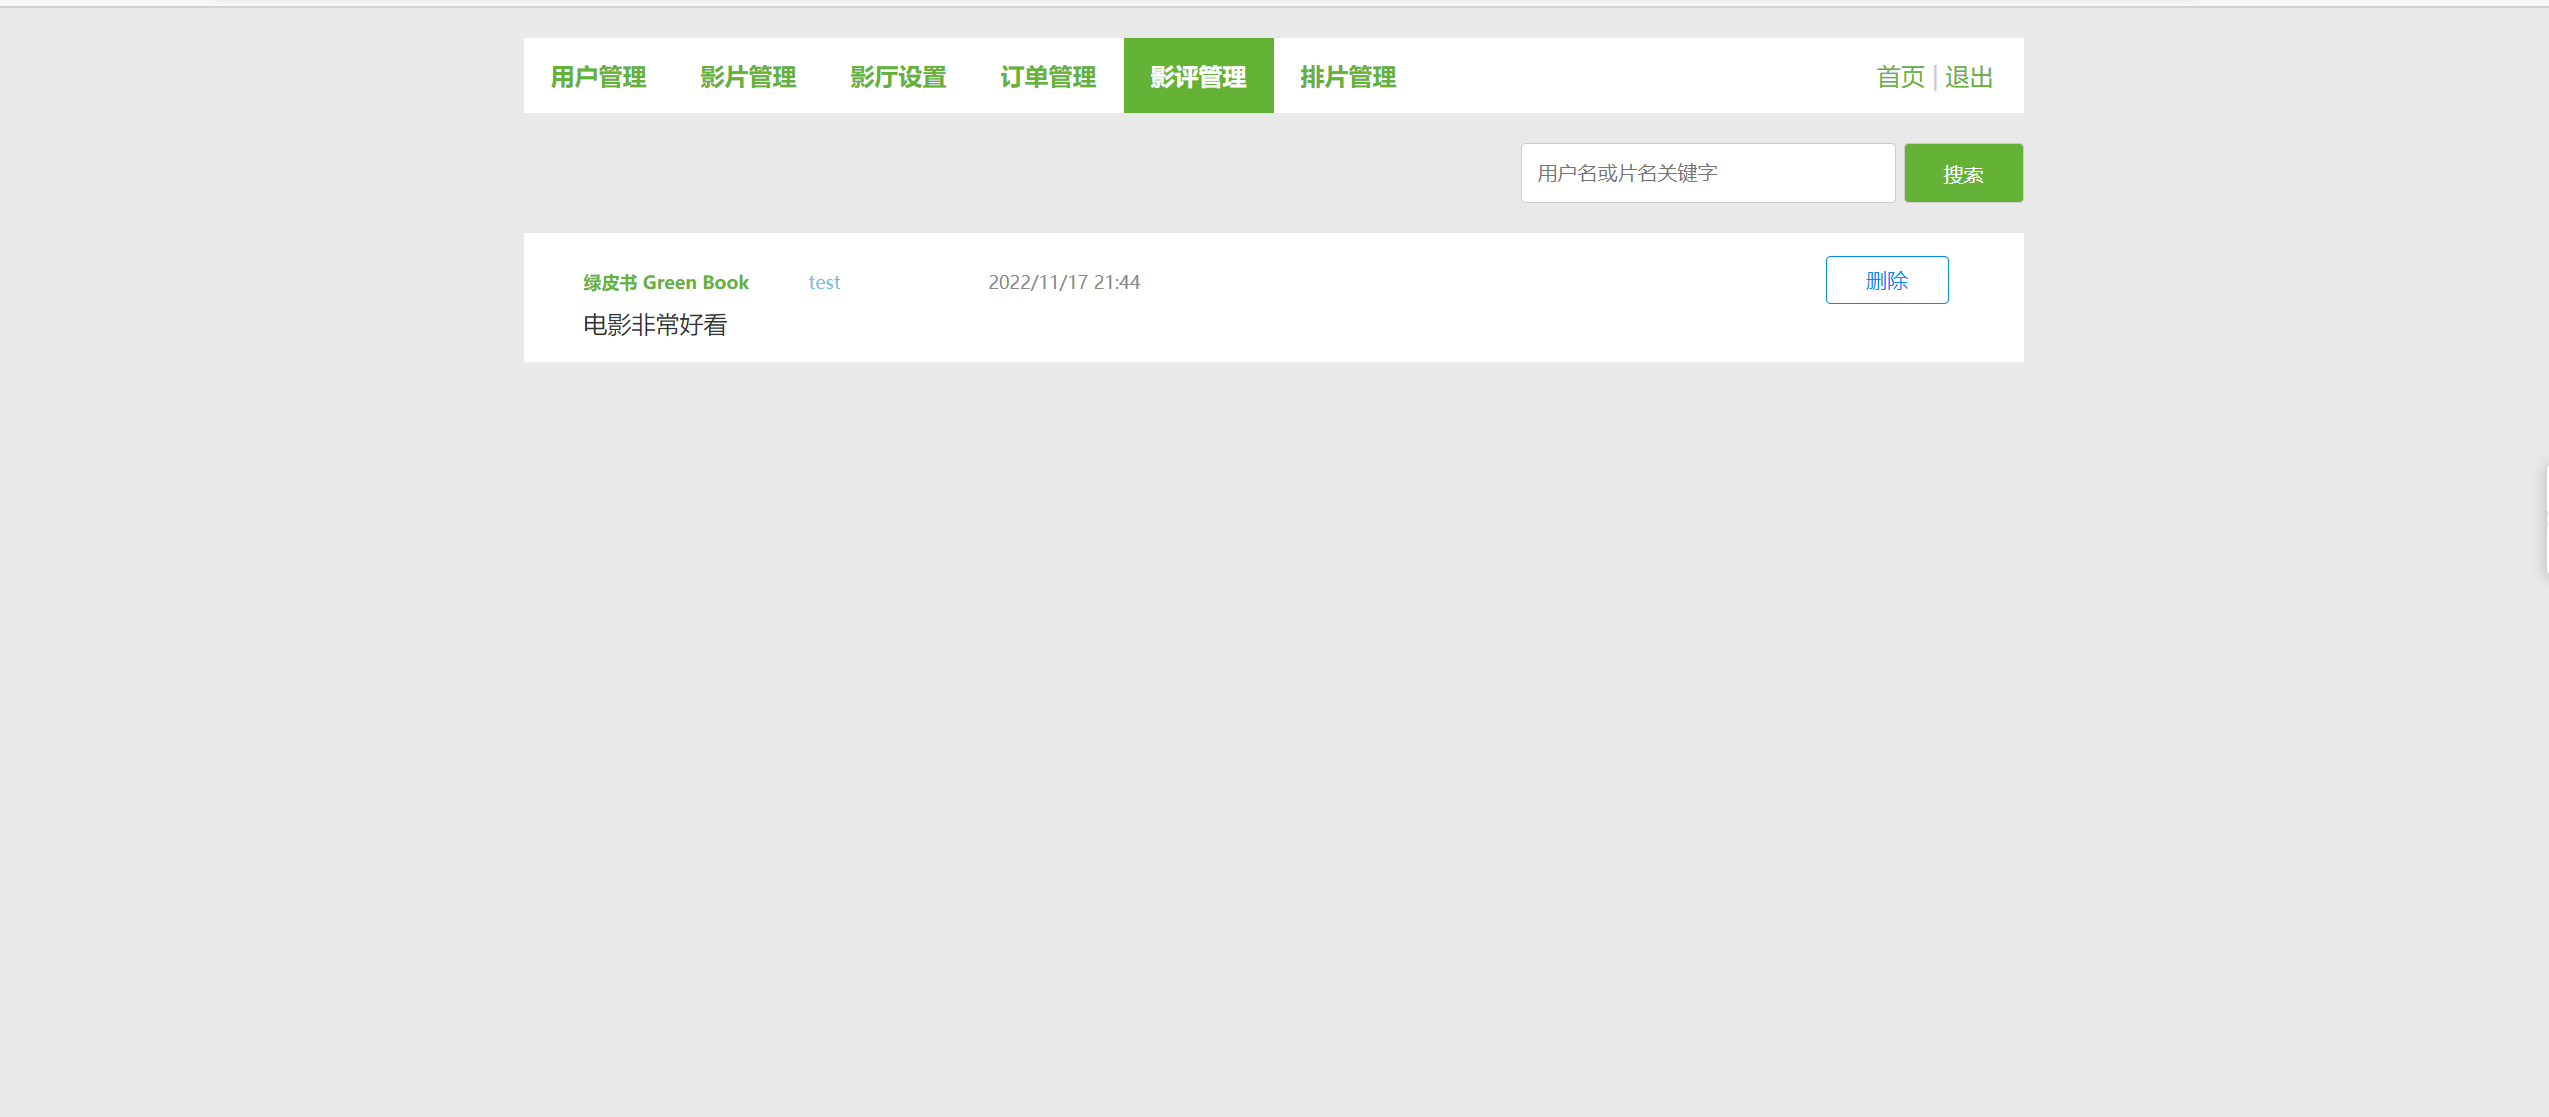 用户管理 影片管理 影厅设置 订单管理 影评管理 排片管理 首页 | 退出
用户名或片名关键字 搜索
绿皮书 Green Book test 2022/11/17 21:44 删除
电影非常好看